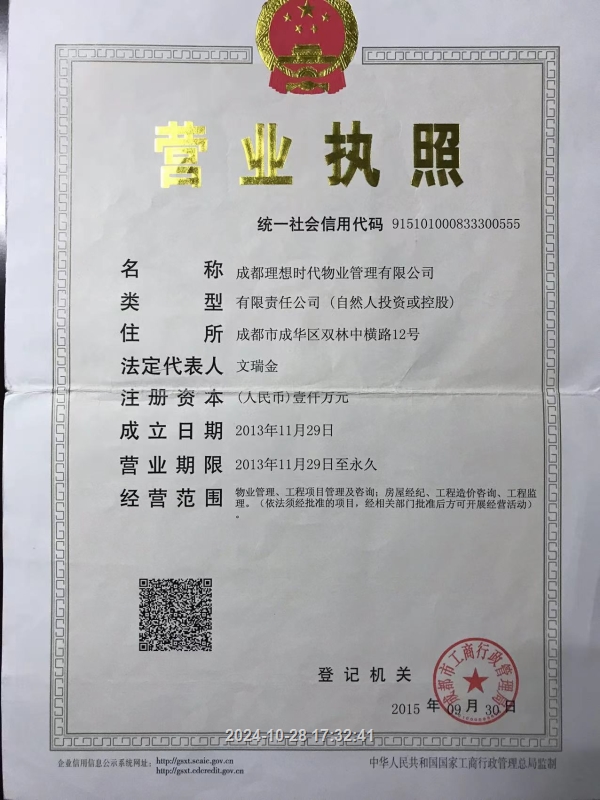 营业执照
统一社会信用代码 915101000833300555
名称 成都理想时代物业管理有限公司
类型 有限责任公司(自然人投资或控股)
住所 成都市成华区双林中横路12号
法定代表人 文瑞金
注册资本 (人民币)壹仟万元
成立日期 2013年11月29日
营业期限 2013年11月29日至永久
经营范围 物业管理、工程项目管理及咨询;房屋经纪、工程造价咨询、工程监
理。(依法须经批准的项目,经相关部门批准后方可开展经营活动)
。
登记机关
成都市工商行政管理局
2015 年 09 月 30 日
2024-10-28 17:32:41
企业信用信息公示系统网址: http://gsxt.scaic.gov.cn
http://gsxt.cdcredit.gov.cn
中华人民共和国国家工商行政管理总局监制